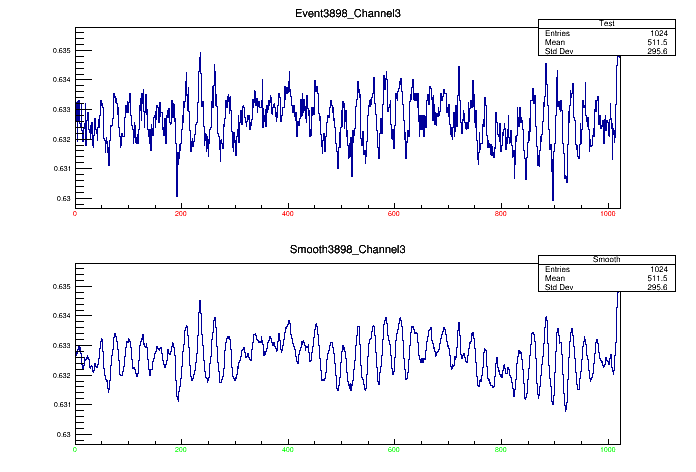 Event3898_Channel3
Test
Entries 1024
Mean 511.5
Std Dev 295.6
0.635
0.634
0.633
0.632
0.631
0.63
0 200 400 600 800 1000
Smooth3898_Channel3
Smooth
Entries 1024
Mean 511.5
Std Dev 295.6
0.635
0.634
0.633
0.632
0.631
0.63
0 200 400 600 800 1000